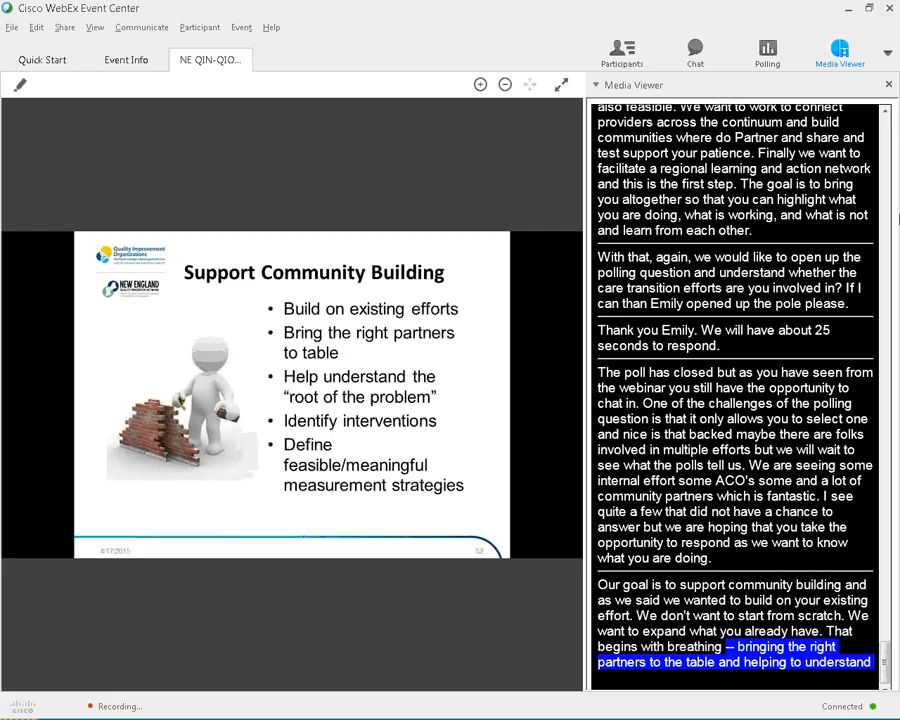 Cisco WebEx Event Center
File Edit Share View Communicate Participant Event Help
Quick Start Event Info NE QIN-QIO...
Participants Chat Polling Media Viewer
Media Viewer
Quality Improvement
Organizations
NEW ENGLAND
Support Community Building
• Build on existing efforts
• Bring the right partners
to table
• Help understand the
“root of the problem”
• Identify interventions
• Define
feasible/meaningful
measurement strategies
4/17/2015 52
also feasible. We want to work to connect
providers across the continuum and build
communities where do Partner and share and
test support your patience. Finally we want to
facilitate a regional learning and action network
and this is the first step. The goal is to bring
you altogether so that you can highlight what
you are doing, what is working, and what is not
and learn from each other.
With that, again, we would like to open up the
polling question and understand whether the
care transition efforts are you involved in? If I
can than Emily opened up the pole please.
Thank you Emily. We will have about 25
seconds to respond.
The poll has closed but as you have seen from
the webinar you still have the opportunity to
chat in. One of the challenges of the polling
question is that it only allows you to select one
and nice is that backed maybe there are folks
involved in multiple efforts but we will wait to
see what the polls tell us. We are seeing some
internal effort some ACO's some and a lot of
community partners which is fantastic. I see
quite a few that did not have a chance to
answer but we are hoping that you take the
opportunity to respond as we want to know
what you are doing.
Our goal is to support community building and
as we said we wanted to build on your existing
effort. We don't want to start from scratch. We
want to expand what you already have. That
begins with breathing -- bringing the right
partners to the table and helping to understand
cisco
Recording...
Connected